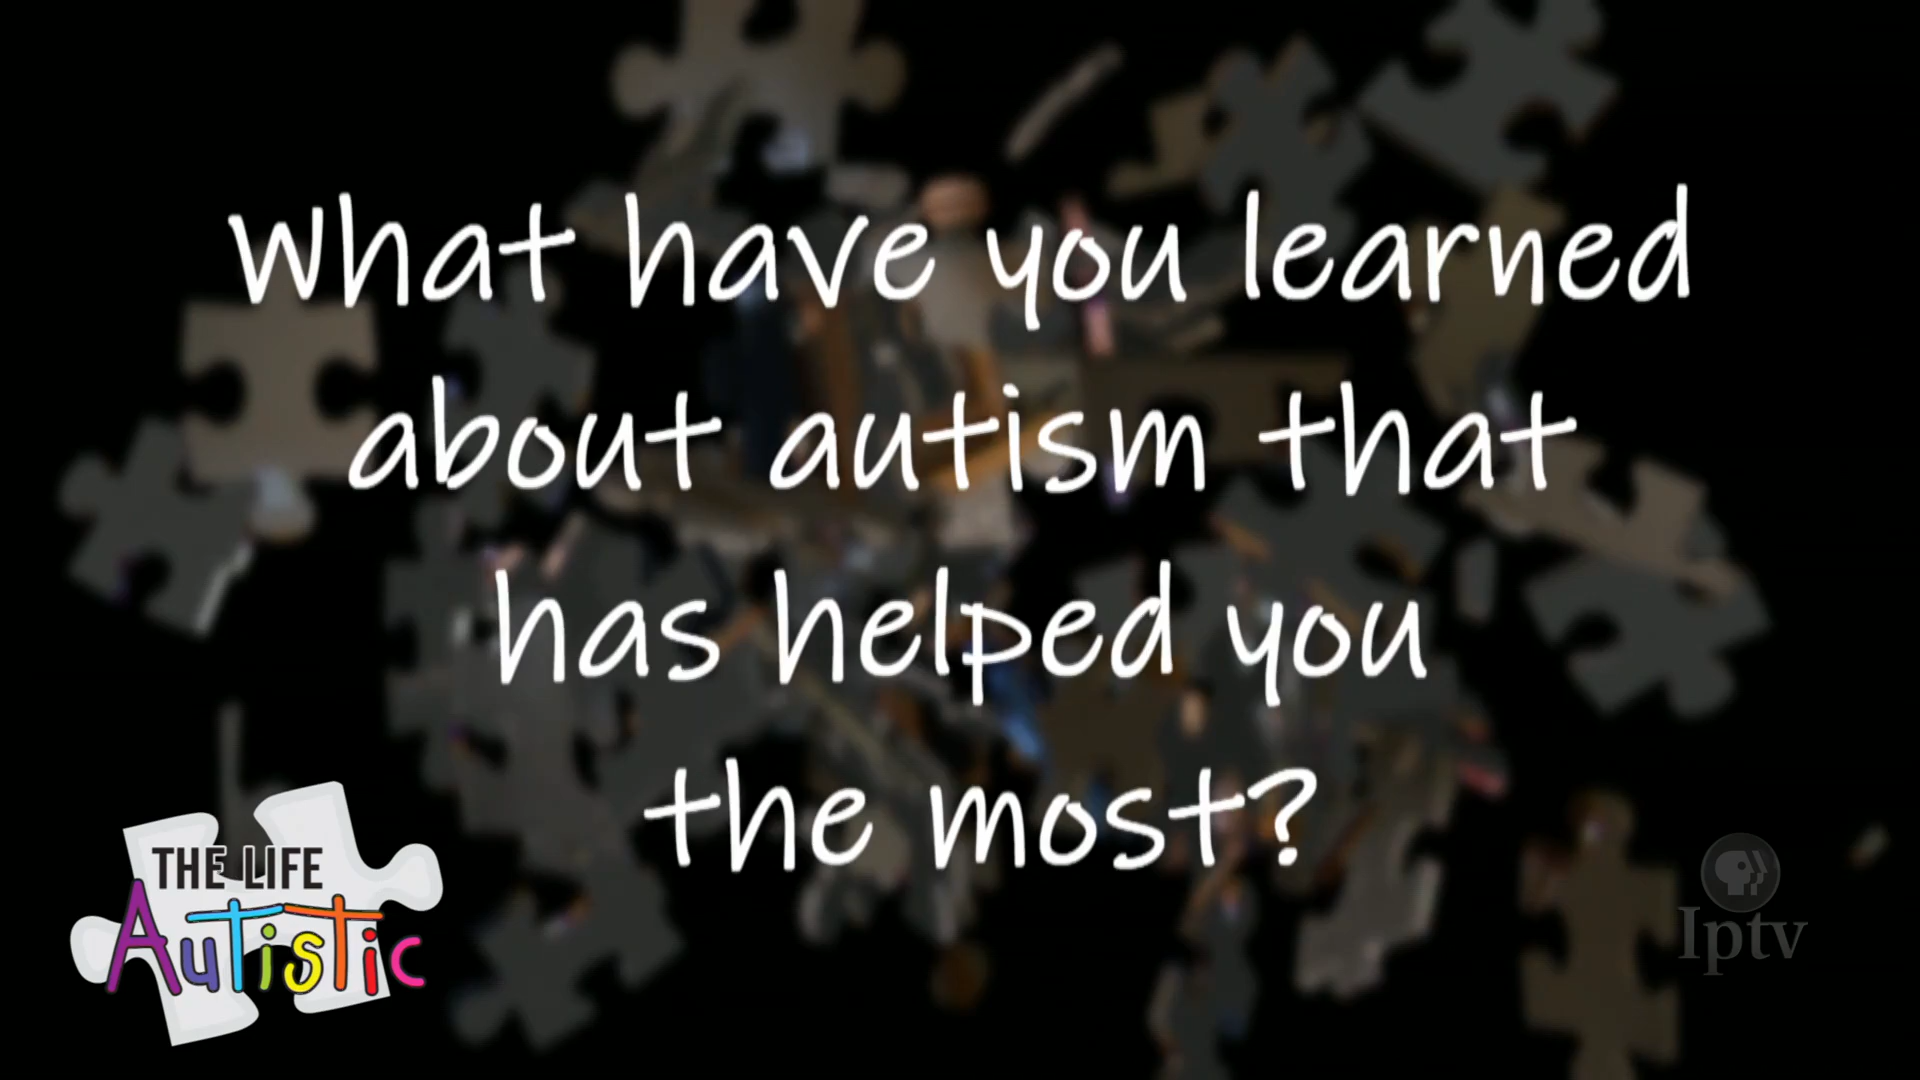 What have you learned
about autism that
has helped you
the most?
THE LIFE
AuTisTic
Iptv